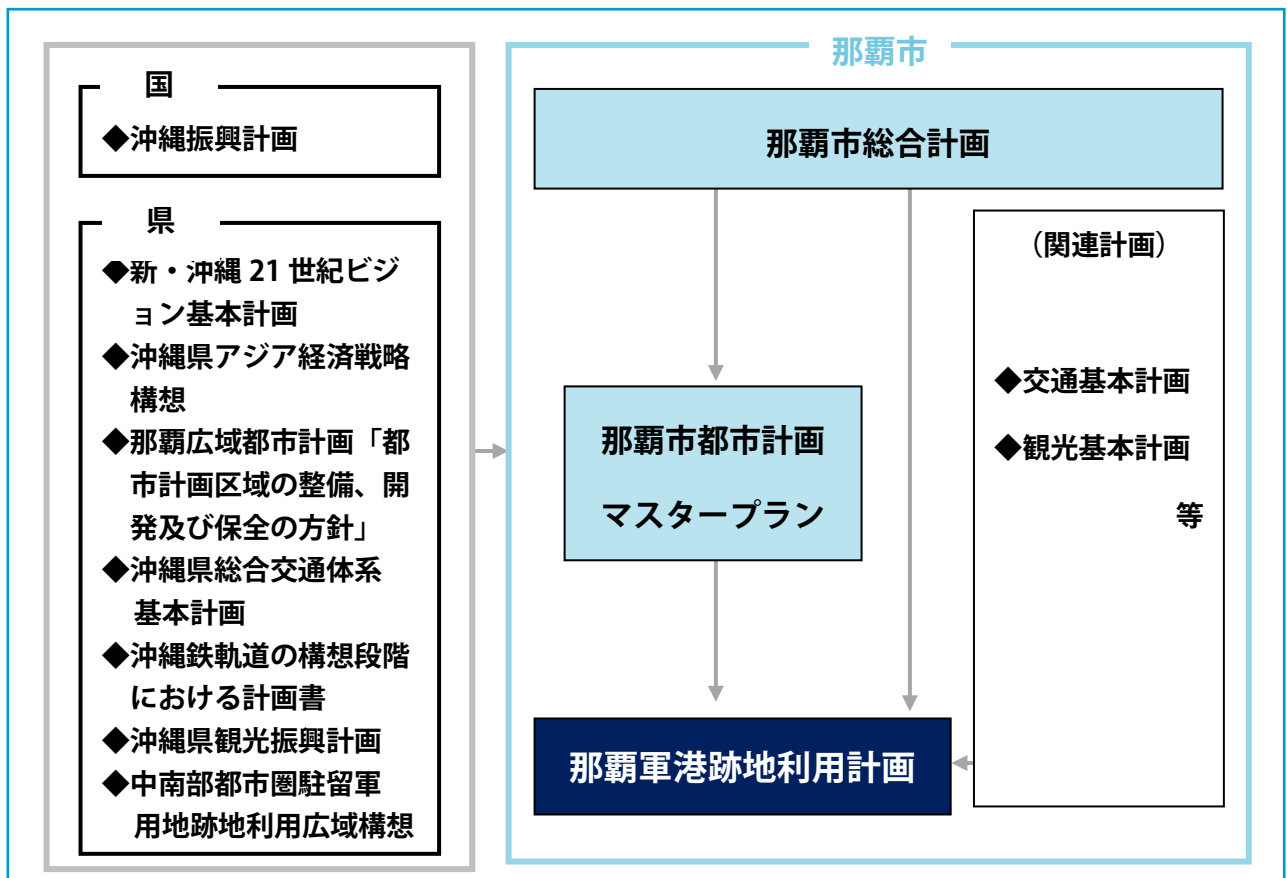 国
◆沖縄振興計画
県
◆新・沖縄 21 世紀ビジ
ョン基本計画
◆沖縄県アジア経済戦略
構想
◆那覇広域都市計画「都
市計画区域の整備、開
発及び保全の方針」
◆沖縄県総合交通体系
基本計画
◆沖縄鉄軌道の構想段階
における計画書
◆沖縄県観光振興計画
◆中南部都市圏駐留軍
用地跡地利用広域構想
那覇市
那覇市総合計画
那覇市都市計画
マスタープラン
那覇軍港跡地利用計画
（関連計画）
◆交通基本計画
◆観光基本計画
等